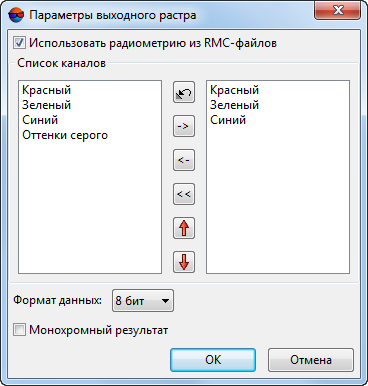 Параметры выходного растра
Использовать радиометрию из RMC-файлов
Список каналов
Красный
Зеленый
Синий
Оттенки серого
->
<-
<<
Красный
Зеленый
Синий
Формат данных: 8 бит
Монохромный результат
OK Отмена